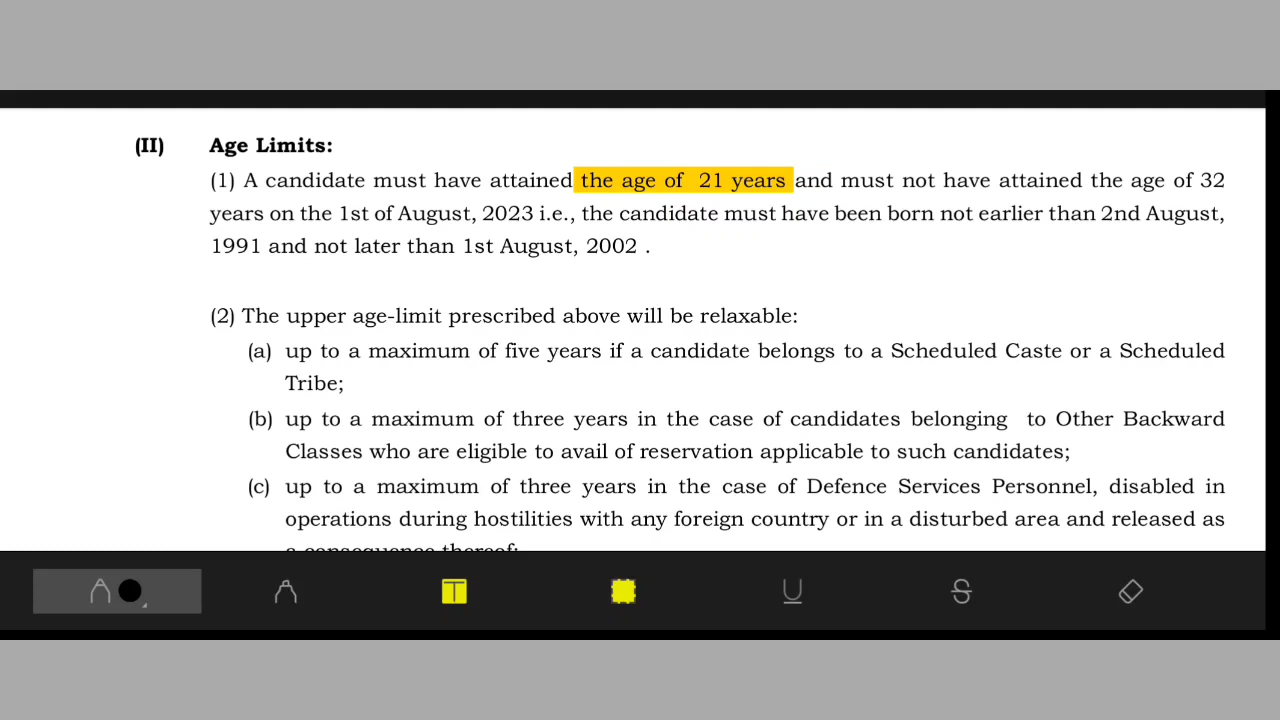 (II) Age Limits:
(1) A candidate must have attained the age of 21 years and must not have attained the age of 32
years on the 1st of August, 2023 i.e., the candidate must have been born not earlier than 2nd August,
1991 and not later than 1st August, 2002 .
(2) The upper age-limit prescribed above will be relaxable:
(a) up to a maximum of five years if a candidate belongs to a Scheduled Caste or a Scheduled
Tribe;
(b) up to a maximum of three years in the case of candidates belonging to Other Backward
Classes who are eligible to avail of reservation applicable to such candidates;
(c) up to a maximum of three years in the case of Defence Services Personnel, disabled in
operations during hostilities with any foreign country or in a disturbed area and released as
a consequence thereof;
T
U
S